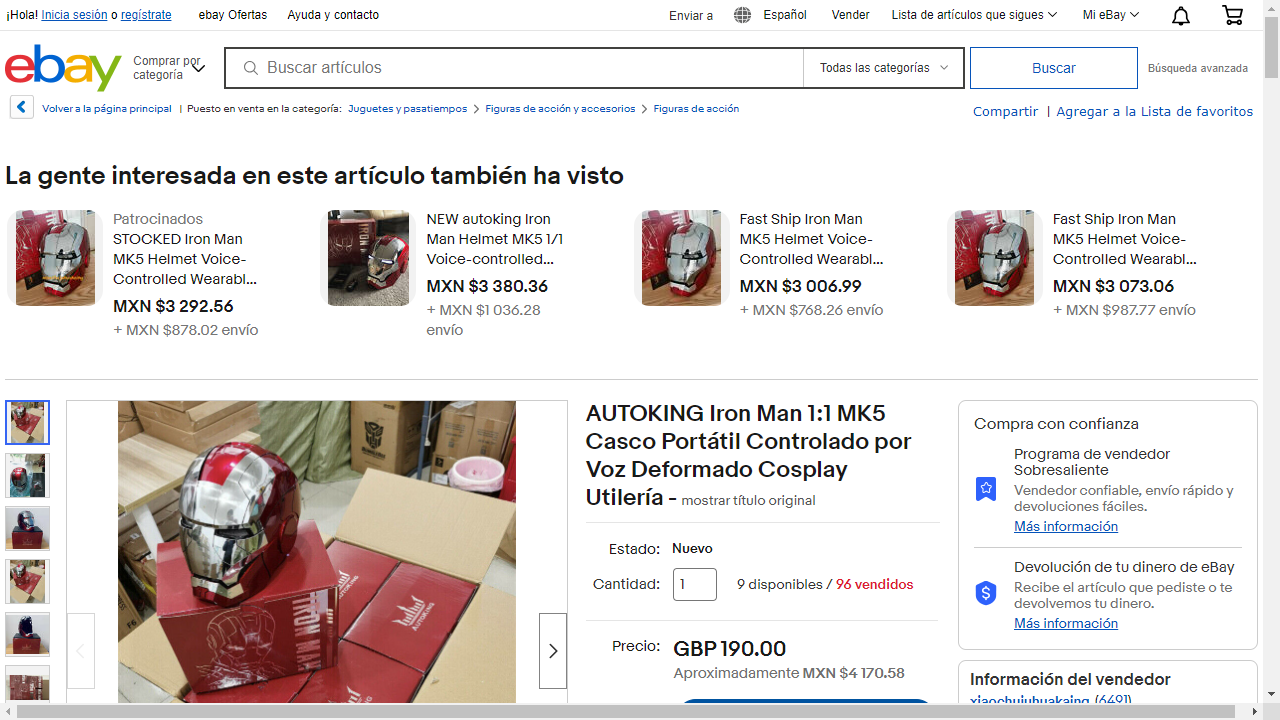 ¡Hola! Inicia sesión o regístrate
ebay Ofertas
Ayuda y contacto
Enviar a
Español
Vender
Lista de artículos que sigues
Mi eBay
ebay
Comprar por
categoría
Buscar artículos
Todas las categorías
Buscar
Búsqueda avanzada
Volver a la página principal | Puesto en venta en la categoría: Juguetes y pasatiempos > Figuras de acción y accesorios > Figuras de acción
Compartir | Agregar a la Lista de favoritos
La gente interesada en este artículo también ha visto
Patrocinados
STOCKED Iron Man
MK5 Helmet Voice-
Controlled Wearabl...
MXN $3 292.56
+ MXN $878.02 envío
NEW autoking Iron
Man Helmet MK5 1/1
Voice-controlled...
MXN $3 380.36
+ MXN $1 036.28
envío
Fast Ship Iron Man
MK5 Helmet Voice-
Controlled Wearabl...
MXN $3 006.99
+ MXN $768.26 envío
Fast Ship Iron Man
MK5 Helmet Voice-
Controlled Wearabl...
MXN $3 073.06
+ MXN $987.77 envío
IRON MAN
AUTOKING
AUTOKING
AUTOKING Iron Man 1:1 MK5
Casco Portátil Controlado por
Voz Deformado Cosplay
Utilería - mostrar título original
Estado: Nuevo
Cantidad: 1 9 disponibles / 96 vendidos
Precio: GBP 190.00
Aproximadamente MXN $4 170.58
Compra con confianza
Programa de vendedor
Sobresaliente
Vendedor confiable, envío rápido y
devoluciones fáciles.
Más información
Devolución de tu dinero de eBay
Recibe el artículo que pediste o te
devolvemos tu dinero.
Más información
Información del vendedor
xiaochujuhuakaing (6491)